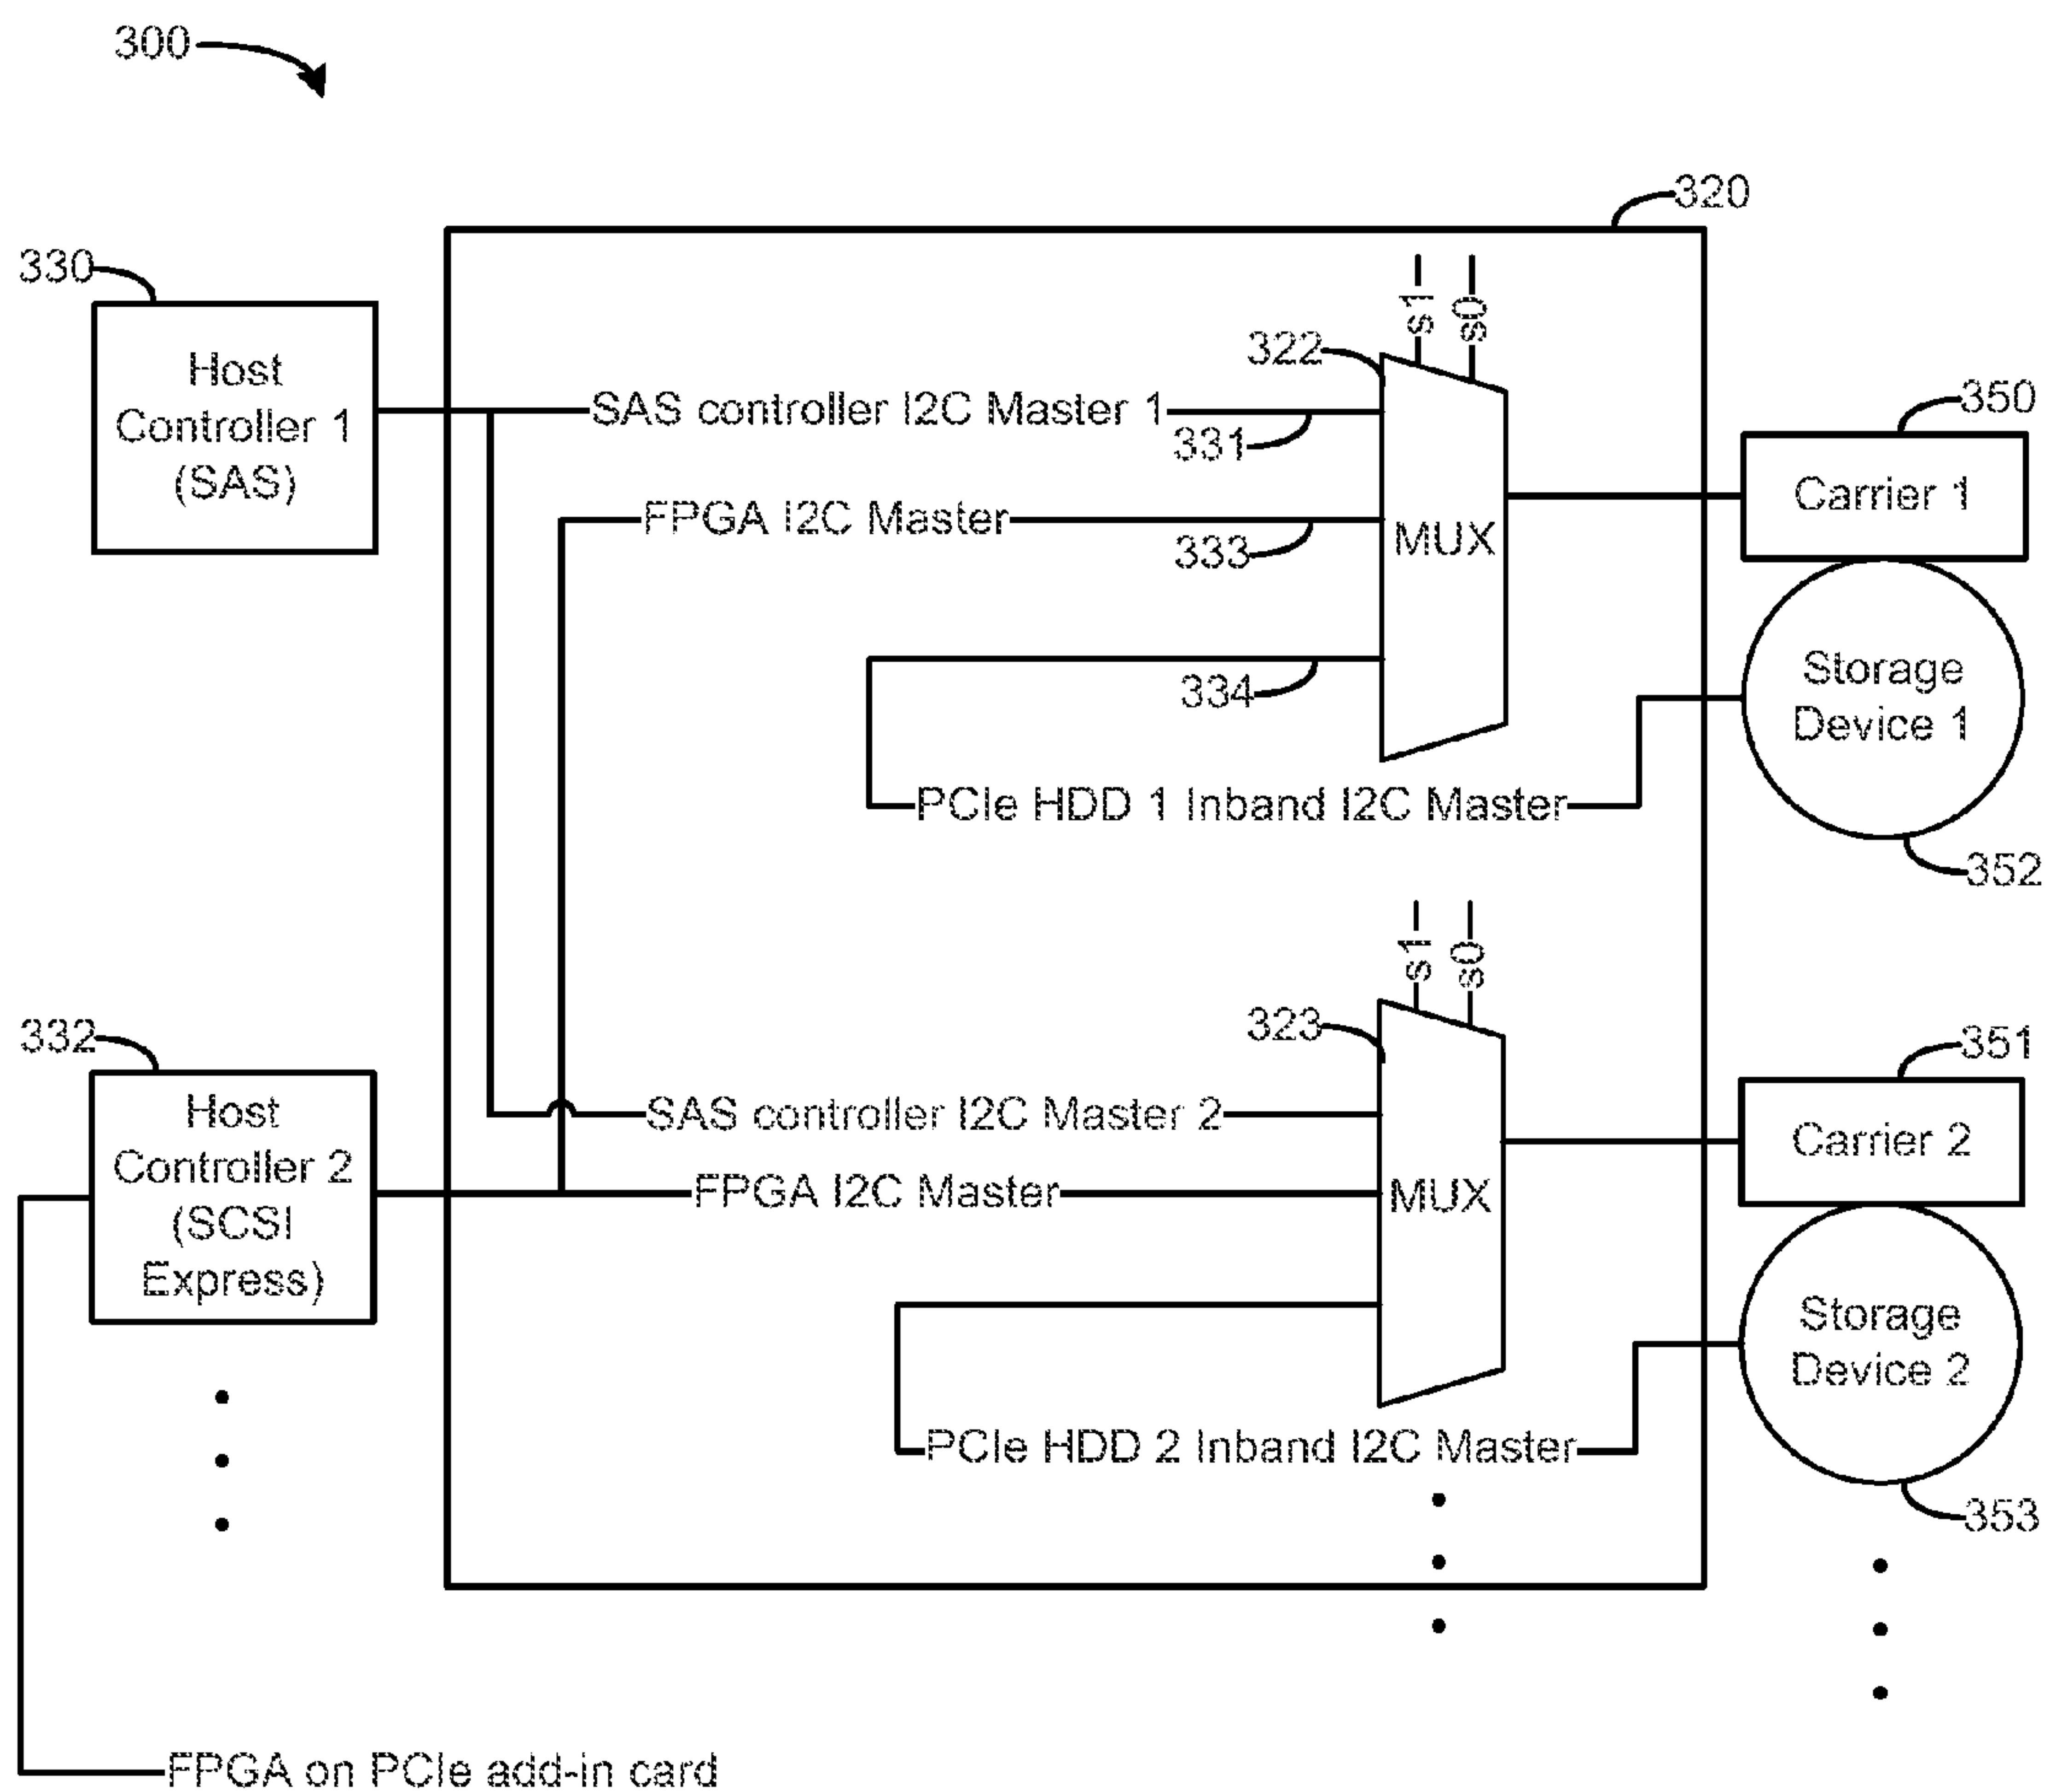 300
320
330
Host
Controller 1
(SAS)
s1
s0
322
SAS controller I2C Master 1
331
FPGA I2C Master
333
MUX
334
PCIe HDD 1 Inband I2C Master
350
Carrier 1
Storage
Device 1
352
332
Host
Controller 2
(SCSI
Express)
s1
s0
323
SAS controller I2C Master 2
FPGA I2C Master
MUX
PCIe HDD 2 Inband I2C Master
351
Carrier 2
Storage
Device 2
353
FPGA on PCIe add-in card